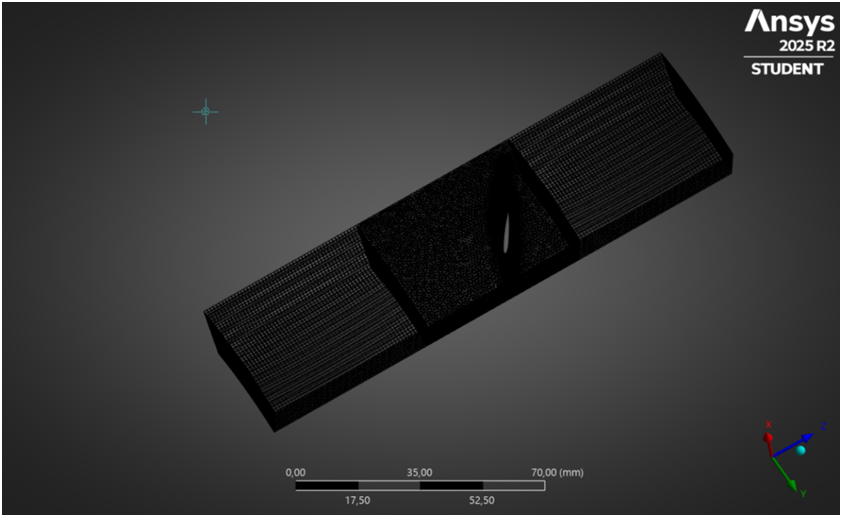 Ansys
2025 R2
STUDENT
0,00 35,00 70,00 (mm)
17,50 52,50
X Z
Y